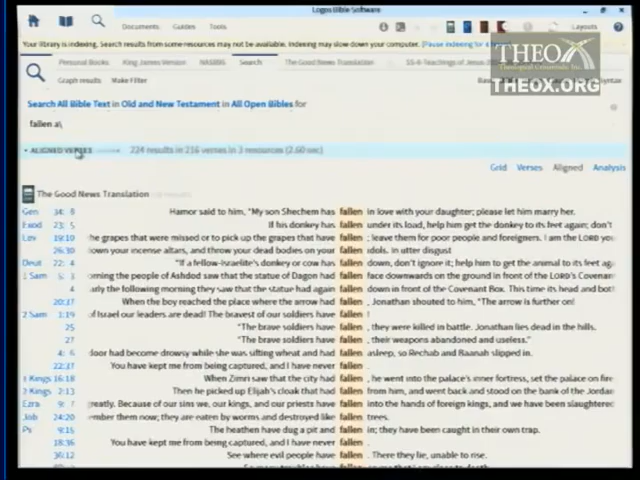 Logos Bible Software
Documents Guides Tools
Layouts
Your library is indexing. Search results from some resources may not be available. Indexing may slow down your computer. [Pause indexing for a
THEOX
THEOX.ORG
Personal Books King James Version NASB95 Search The Good News Translation
Graph results Make Filter
Syntax
Search All Bible Text in Old and New Testament in All Open Bibles for
fallen a
ALIGNED VERSES 224 results in 216 verses in 3 resources (2.60 sec)
Grid Verses Aligned Analysis
The Good News Translation
Gen 34: 8 Hamor said to him, "My son Shechem has fallen in love with your daughter; please let him marry her.
Exod 23: 5 If his donkey has fallen under its load, help him get the donkey to its feet again; don't
Lev 19:10 the grapes that were missed or to pick up the grapes that have fallen ; leave them for poor people and foreigners. I am the LORD
26:30 down your incense altars, and throw your dead bodies on your fallen idols. In utter disgust
Deut 22: 4 "If a fellow-Israelite's donkey or cow has fallen down, don't ignore it; help him to get the animal to its feet
1 Sam 5: 3 morning the people of Ashdod saw that the statue of Dagon had fallen face downwards on the ground in front of the LORD's Covenant
4 early the following morning they saw that the statue had again fallen down in front of the Covenant Box. This time its head and
20:37 When the boy reached the place where the arrow had fallen , Jonathan shouted to him, "The arrow is further on!
2 Sam 1:19 of Israel our leaders are dead! The bravest of our soldiers have fallen !
25 "The brave soldiers have fallen , they were killed in battle. Jonathan lies dead in the hills.
27 "The brave soldiers have fallen , their weapons abandoned and useless."
4: 6 door had become drowsy while she was sifting wheat and had fallen asleep, so Rechab and Baanah slipped in.
22:37 You have kept me from being captured, and I have never fallen .
1 Kings 16:18 When Zimri saw that the city had fallen , he went into the palace's inner fortress, set the palace on fire
2 Kings 2:13 Then he picked up Elijah's cloak that had fallen from him, and went back and stood on the bank of the Jordan
Ezra 9: 7 greatly. Because of our sins we, our kings, and our priests have fallen into the hands of foreign kings, and we have been slaughtered
Job 24:20 remember them now; they are eaten by worms and destroyed like fallen trees.
Ps 9:15 The heathen have dug a pit and fallen in; they have been caught in their own trap.
18:36 You have kept me from being captured, and I have never fallen .
36:12 See where evil people have fallen . There they lie, unable to rise.